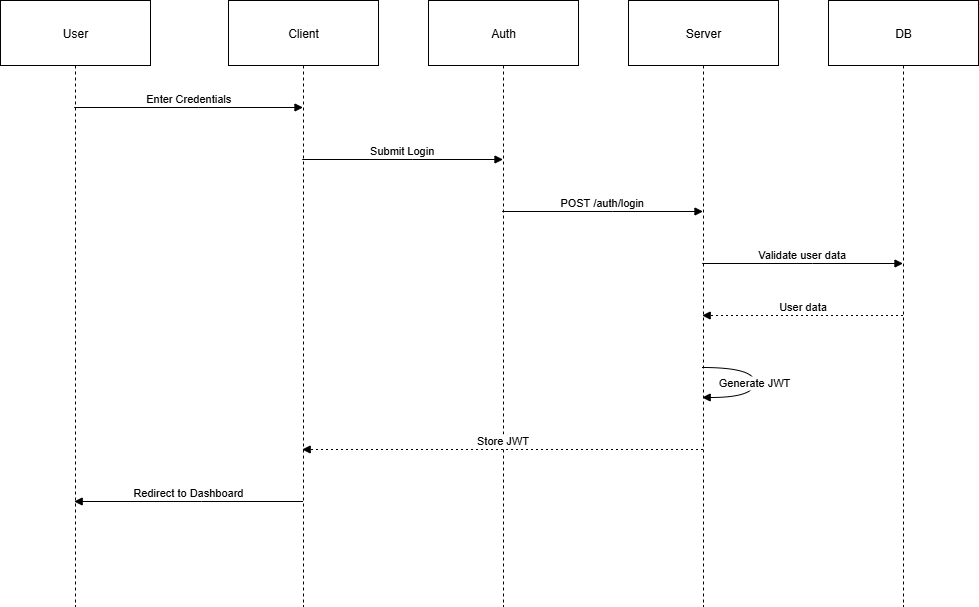 User
Client
Auth
Server
DB
Enter Credentials
Submit Login
POST /auth/login
Validate user data
User data
Generate JWT
Store JWT
Redirect to Dashboard